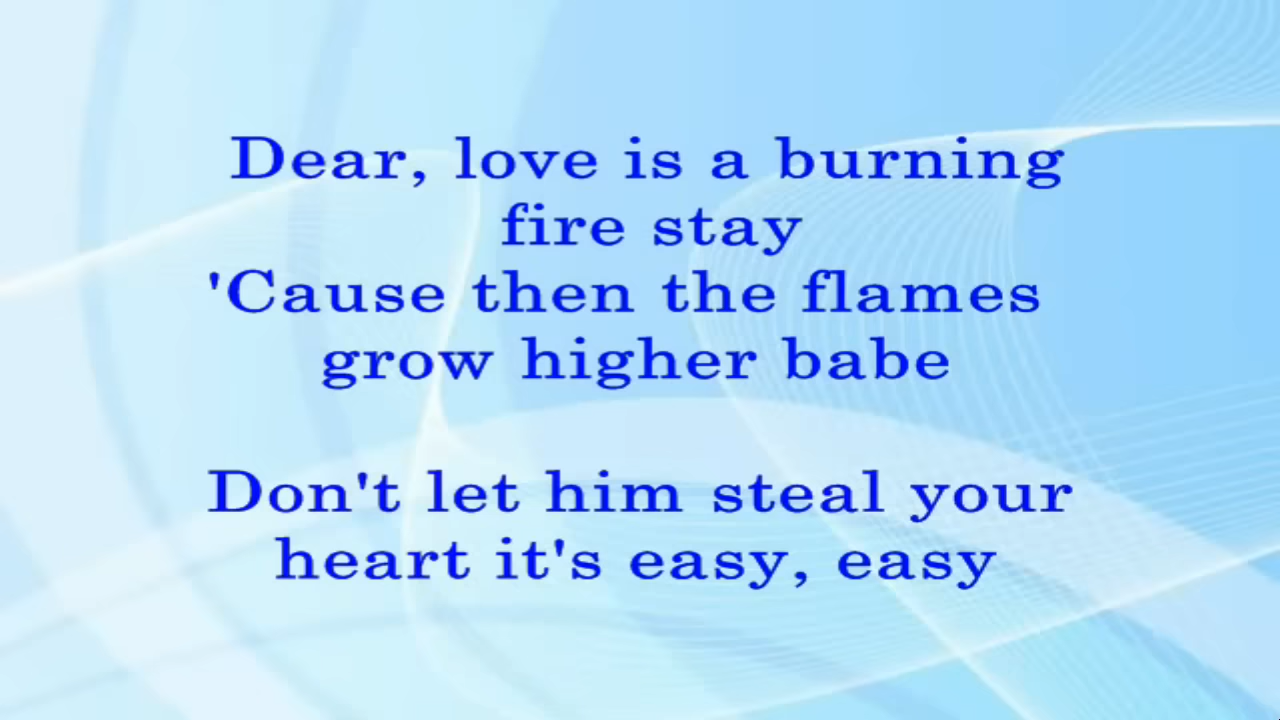 Dear, love is a burning
fire stay
'Cause then the flames
grow higher babe
Don't let him steal your
heart it's easy, easy